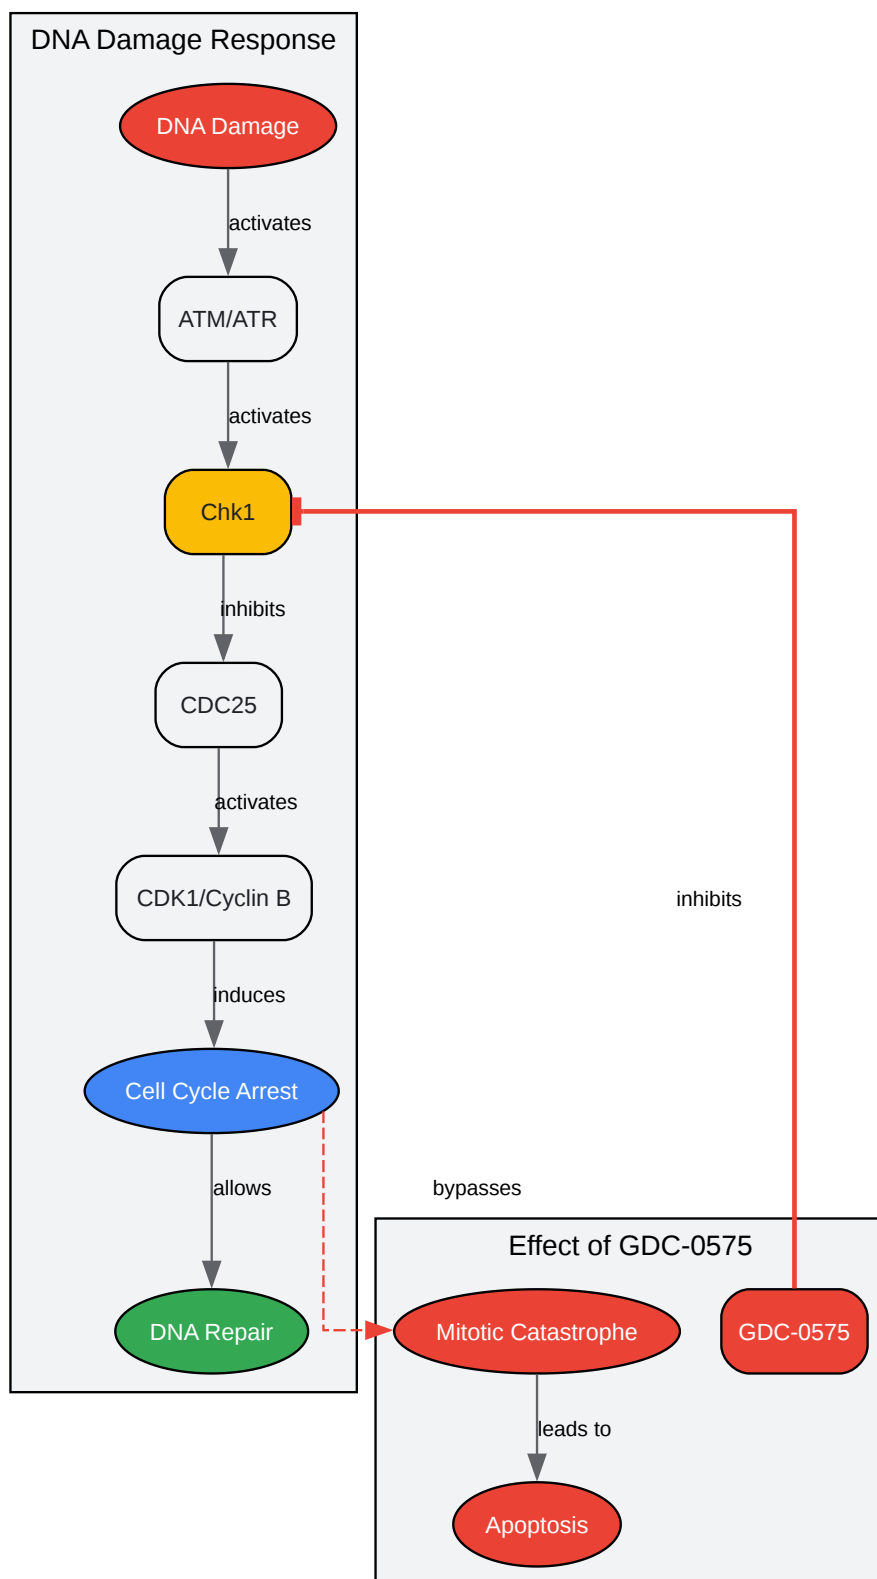 DNA Damage Response
DNA Damage
activates
ATM/ATR
activates
Chk1
inhibits
CDC25
activates
CDK1/Cyclin B
inhibits
induces
Cell Cycle Arrest
allows
bypasses
Effect of GDC-0575
DNA Repair
Mitotic Catastrophe
GDC-0575
leads to
Apoptosis